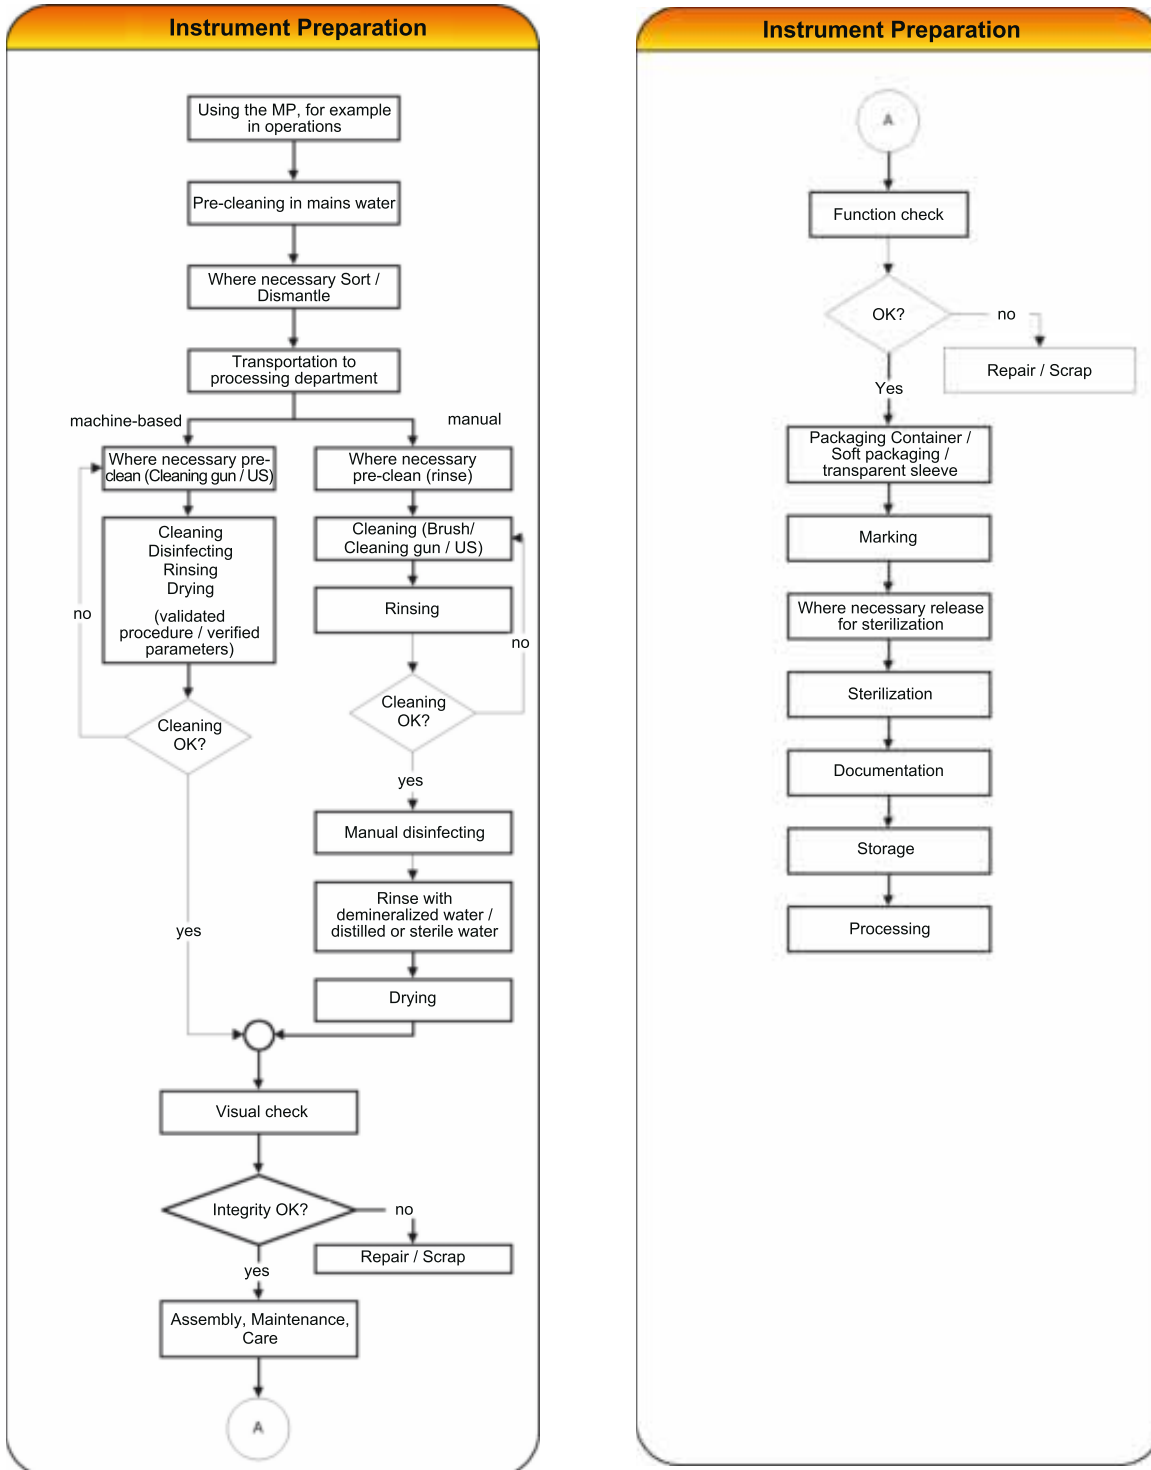 Instrument Preparation
Using the MP, for example
in operations
Pre-cleaning in mains water
Where necessary Sort /
Dismantle
Transportation to
processing department
machine-based
manual
Where necessary pre-
clean (Cleaning gun / US)
Where necessary
pre-clean (rinse)
Cleaning
Disinfecting
Rinsing
Drying
(validated
procedure / verified
parameters)
Cleaning (Brush/
Cleaning gun / US)
Rinsing
no
no
Cleaning
OK?
Cleaning
OK?
yes
Manual disinfecting
Rinse with
demineralized water /
distilled or sterile water
yes
Drying
Visual check
Integrity OK?
no
Repair / Scrap
yes
Assembly, Maintenance,
Care
A
Instrument Preparation
A
Function check
OK?
no
Repair / Scrap
Yes
Packaging Container /
Soft packaging /
transparent sleeve
Marking
Where necessary release
for sterilization
Sterilization
Documentation
Storage
Processing